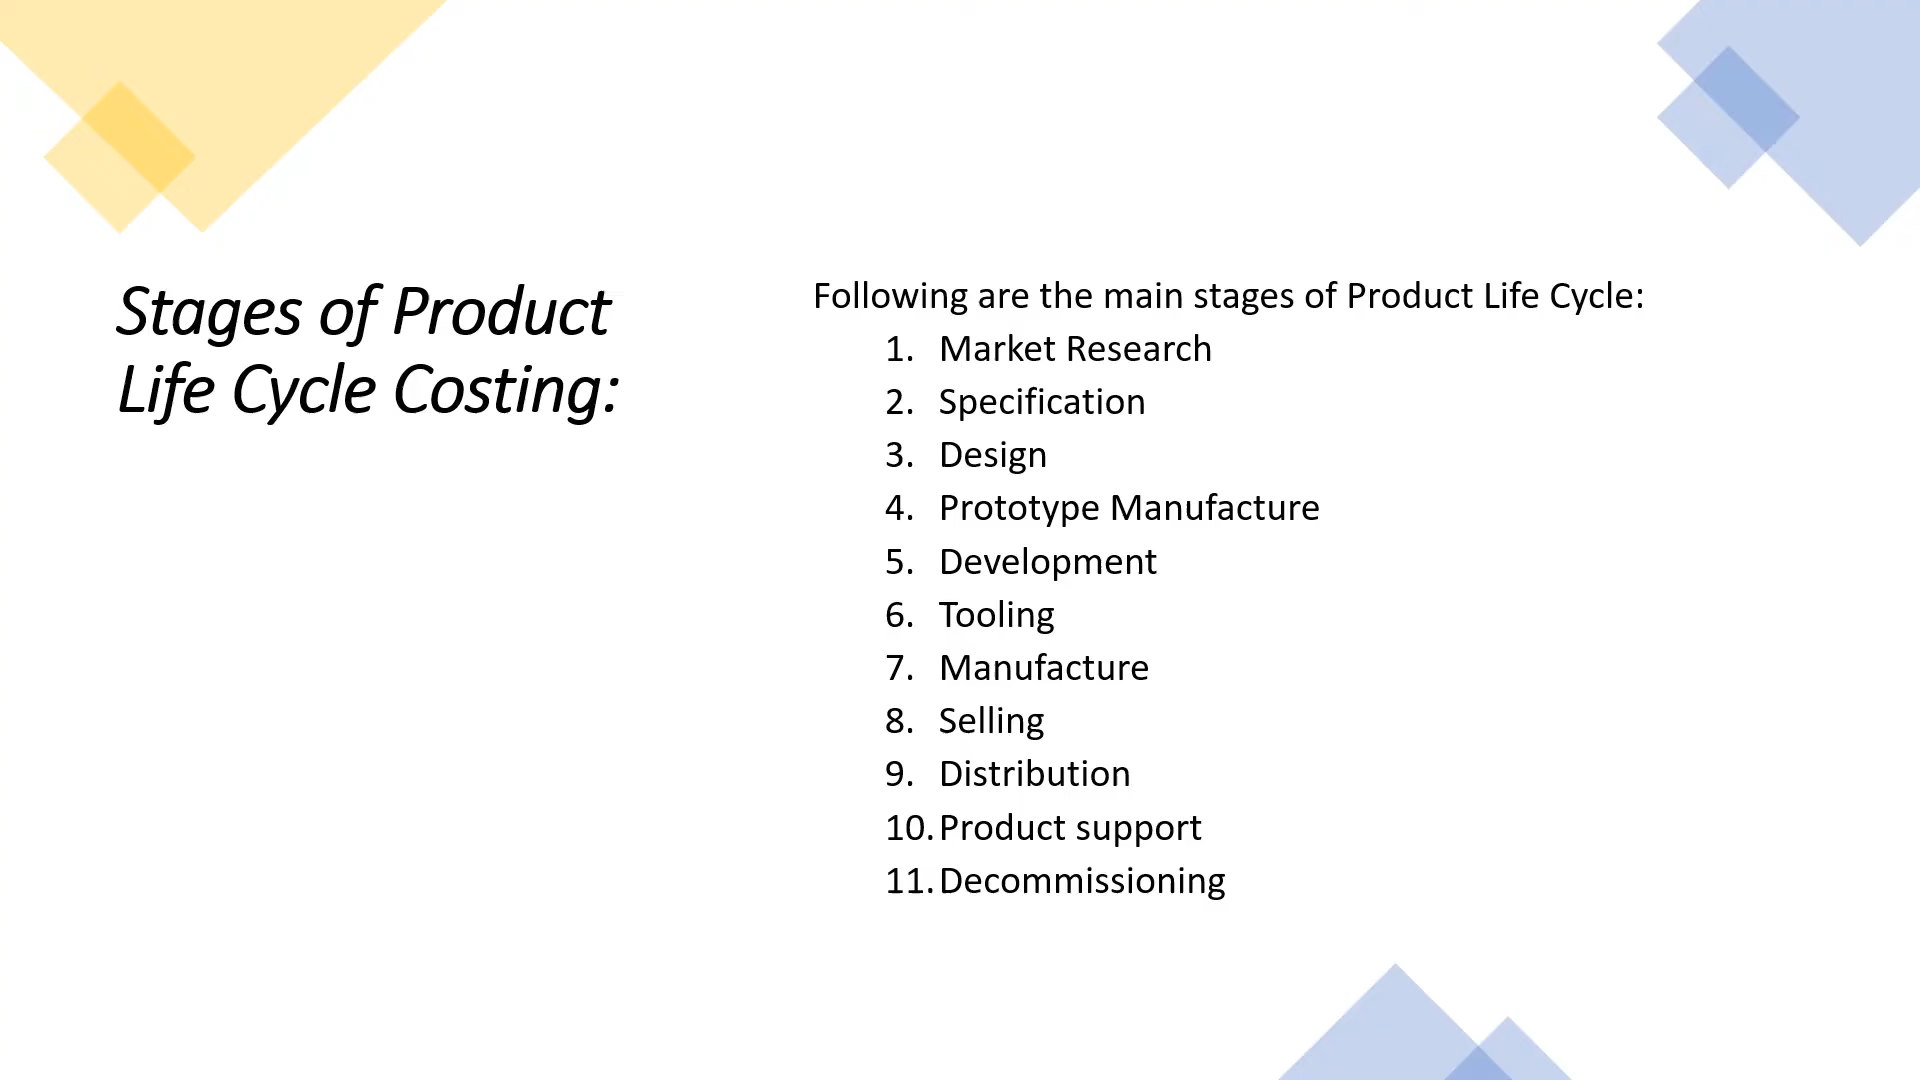 Stages of Product
Life Cycle Costing:
Following are the main stages of Product Life Cycle:
1. Market Research
2. Specification
3. Design
4. Prototype Manufacture
5. Development
6. Tooling
7. Manufacture
8. Selling
9. Distribution
10. Product support
11. Decommissioning